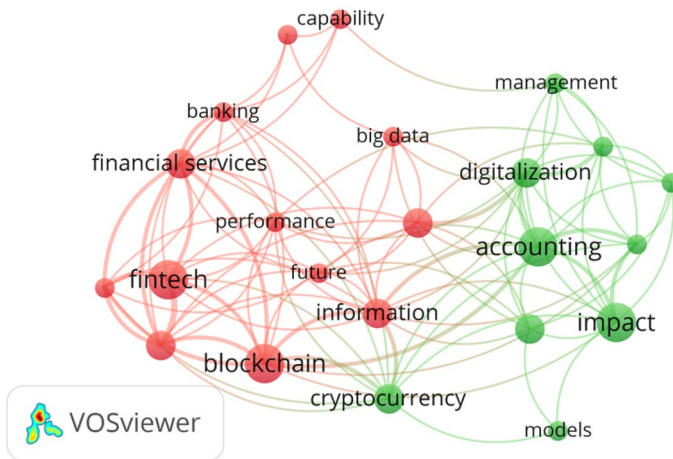 capability
management
banking
big data
financial services
digitalization
performance
accounting
future
fintech
information
impact
blockchain
cryptocurrency
models
VOSviewer